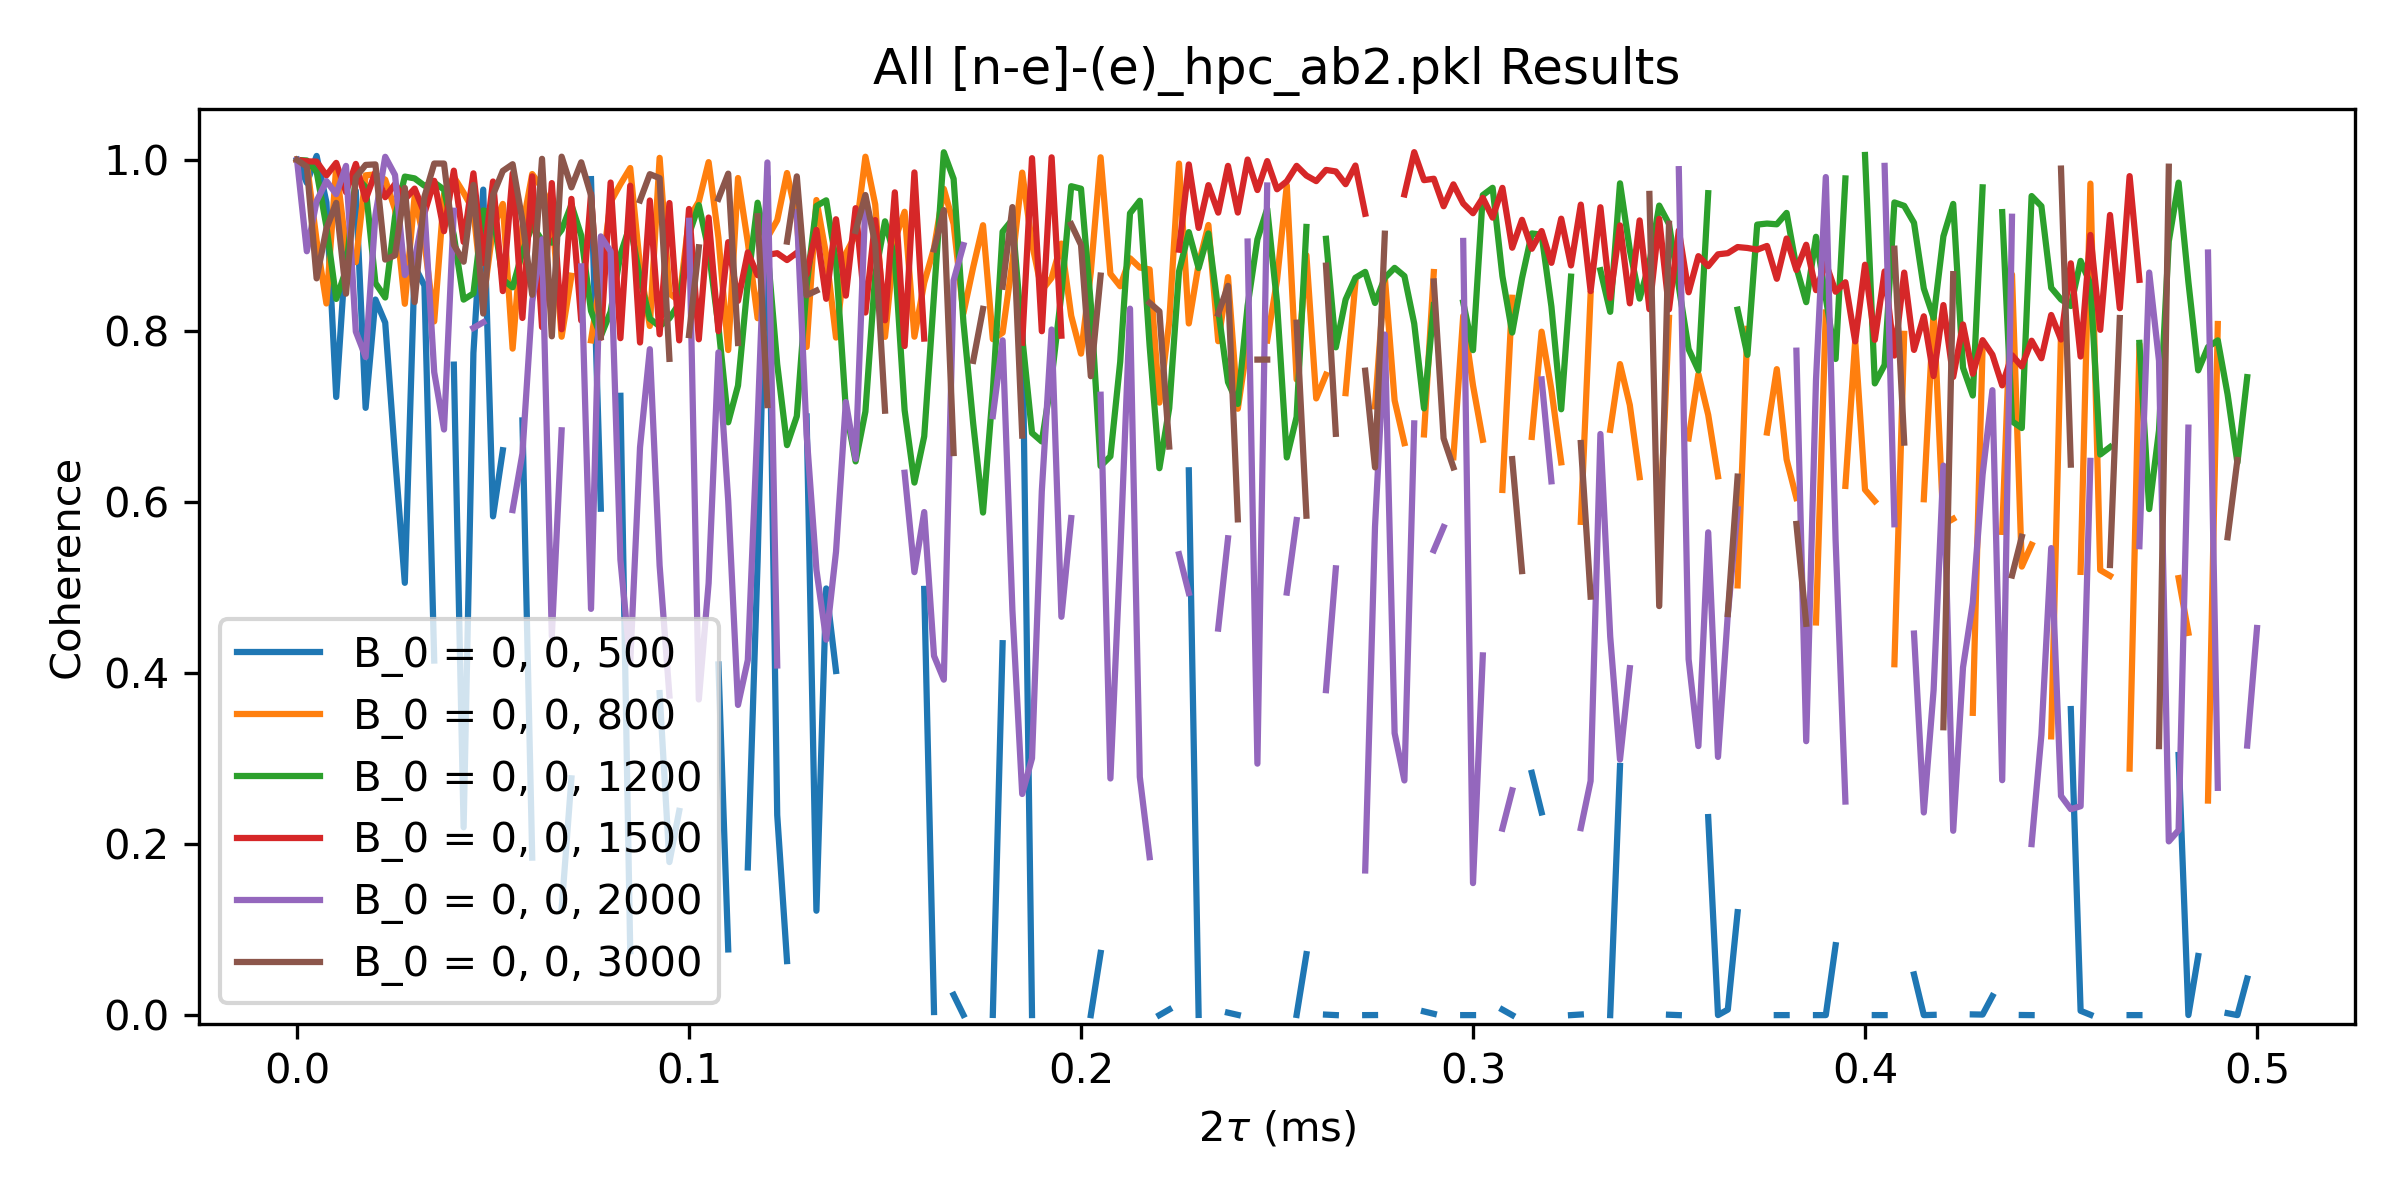 All [n-e]-(e)_hpc_ab2.pkl Results
Coherence
1.0
0.8
0.6
0.4
0.2
0.0
B_0 = 0, 0, 500
B_0 = 0, 0, 800
B_0 = 0, 0, 1200
B_0 = 0, 0, 1500
B_0 = 0, 0, 2000
B_0 = 0, 0, 3000
0.0 0.1 0.2 0.3 0.4 0.5
2τ (ms)